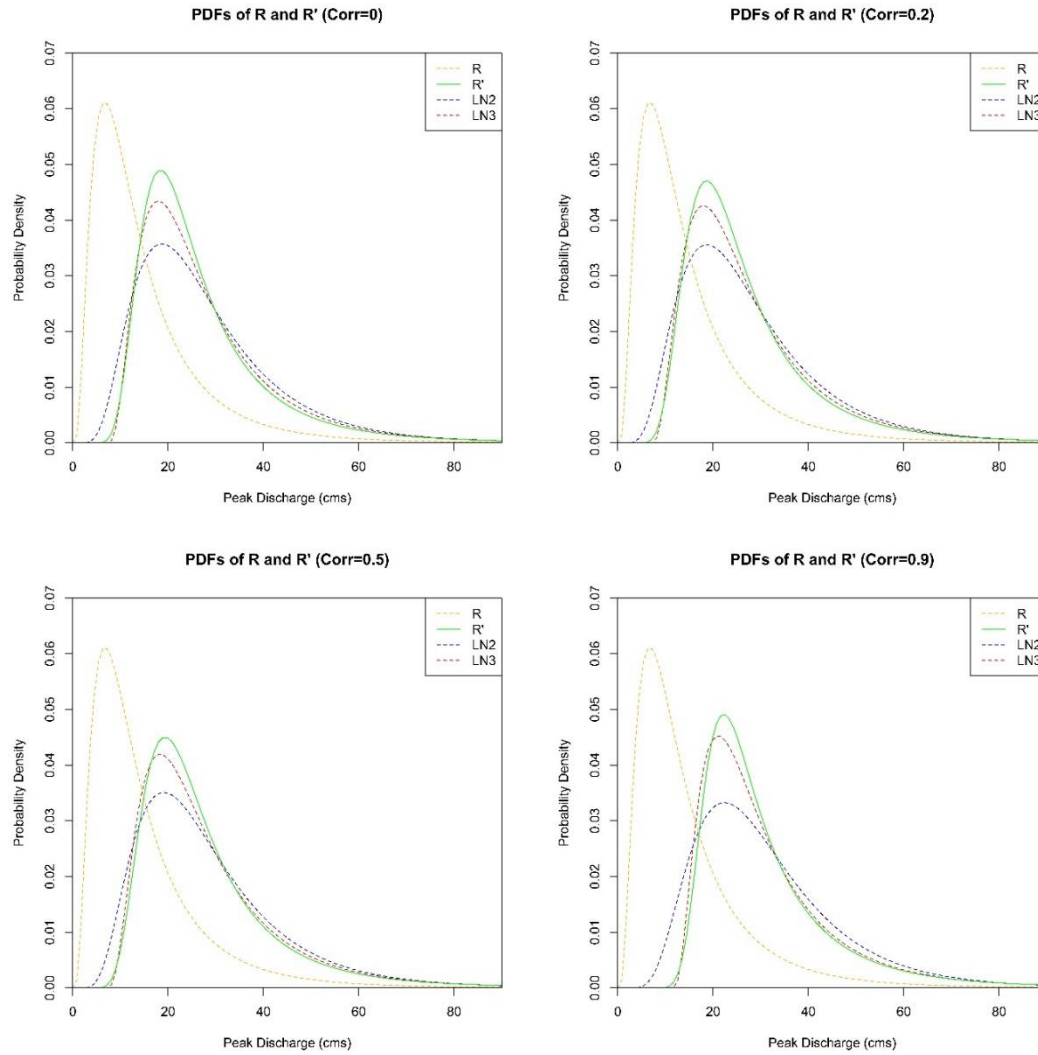 PDFs of R and R' (Corr=0)
Probability Density
0.00 0.01 0.02 0.03 0.04 0.05 0.06 0.07
R
R'
LN2
LN3
0 20 40 60 80
Peak Discharge (cms)
PDFs of R and R' (Corr=0.2)
Probability Density
0.00 0.01 0.02 0.03 0.04 0.05 0.06 0.07
R
R'
LN2
LN3
0 20 40 60 80
Peak Discharge (cms)
PDFs of R and R' (Corr=0.5)
Probability Density
0.00 0.01 0.02 0.03 0.04 0.05 0.06 0.07
R
R'
LN2
LN3
0 20 40 60 80
Peak Discharge (cms)
PDFs of R and R' (Corr=0.9)
Probability Density
0.00 0.01 0.02 0.03 0.04 0.05 0.06 0.07
R
R'
LN2
LN3
0 20 40 60 80
Peak Discharge (cms)